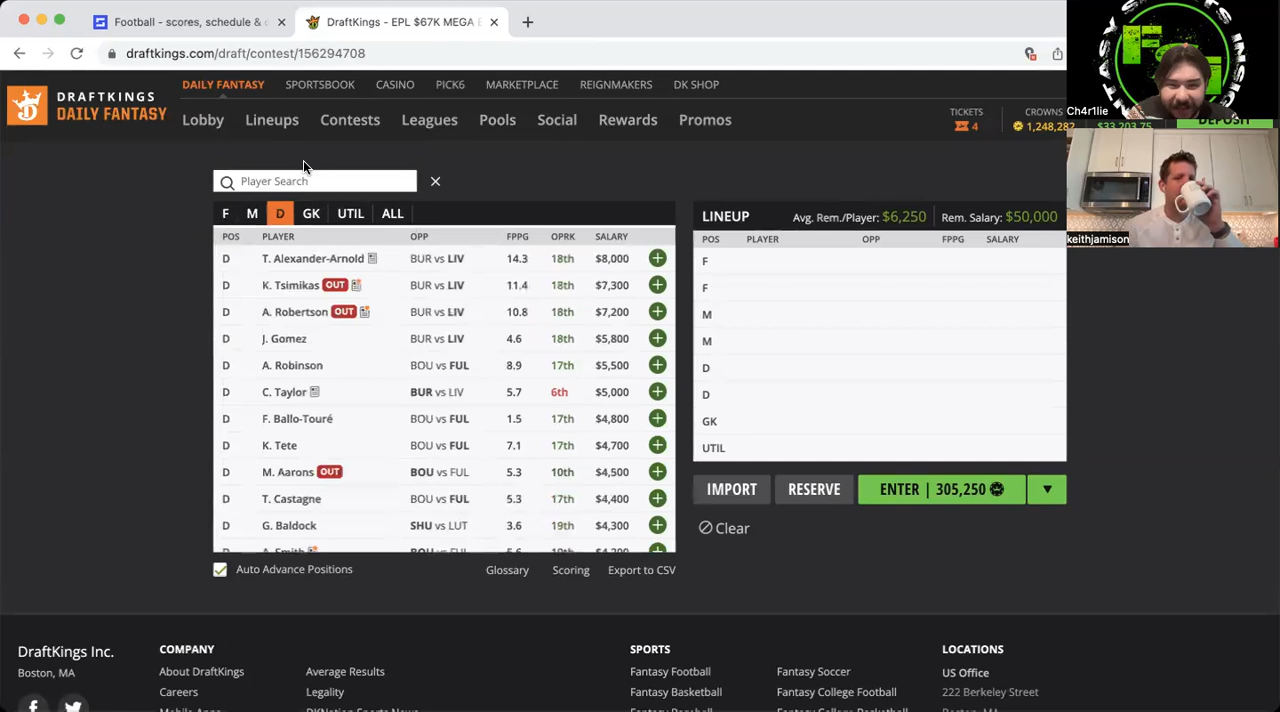 Football - scores, schedule &
DraftKings - EPL $67K MEGA
draftkings.com/draft/contest/156294708
DRAFTKINGS
DAILY FANTASY
DAILY FANTASY SPORTSBOOK CASINO PICK6 MARKETPLACE REIGNMAKERS DK SHOP
Lobby Lineups Contests Leagues Pools Social Rewards Promos
TICKETS
4
CROWNS
1,248,282
$33,203.75
DEPOSIT
Ch4r1lie
keithjamison
Player Search
F M D GK UTIL ALL
POS PLAYER OPP FPPG OPRK SALARY
D T. Alexander-Arnold BUR vs LIV 14.3 18th $8,000
D K. Tsimikas OUT BUR vs LIV 11.4 18th $7,300
D A. Robertson OUT BUR vs LIV 10.8 18th $7,200
D J. Gomez BUR vs LIV 4.6 18th $5,800
D A. Robinson BOU vs FUL 8.9 17th $5,500
D C. Taylor BUR vs LIV 5.7 6th $5,000
D F. Ballo-Touré BOU vs FUL 1.5 17th $4,800
D K. Tete BOU vs FUL 7.1 17th $4,700
D M. Aarons OUT BOU vs FUL 5.3 10th $4,500
D T. Castagne BOU vs FUL 5.3 17th $4,400
D G. Baldock SHU vs LUT 3.6 19th $4,300
Auto Advance Positions Glossary Scoring Export to CSV
LINEUP Avg. Rem./Player: $6,250 Rem. Salary: $50,000
POS PLAYER OPP FPPG SALARY
F
F
M
M
D
D
GK
UTIL
IMPORT RESERVE ENTER | 305,250
Clear
DraftKings Inc.
Boston, MA
COMPANY
About DraftKings
Careers
Average Results
Legality
SPORTS
Fantasy Football
Fantasy Basketball
Fantasy Soccer
Fantasy College Football
LOCATIONS
US Office
222 Berkeley Street